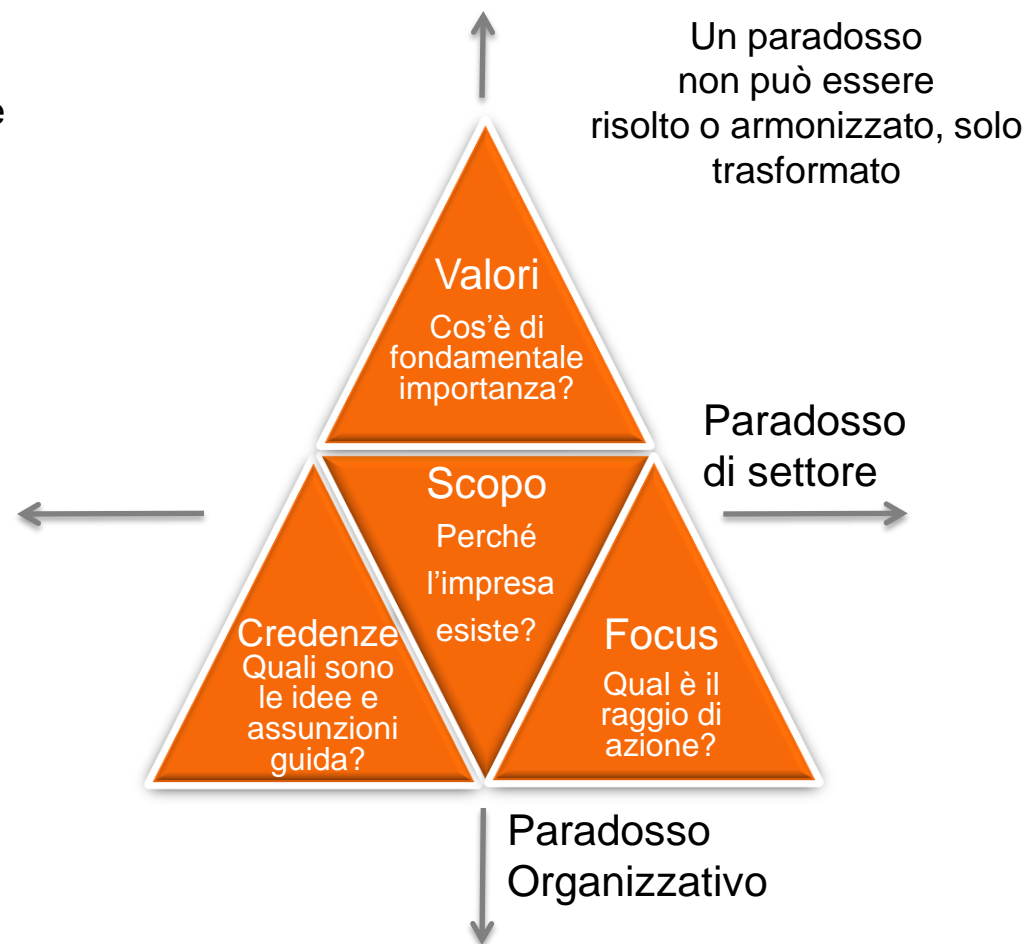 Un paradosso
non può essere
risolto o armonizzato, solo
trasformato
e
Valori
Cos'è di
fondamentale
importanza?
Paradosso
di settore
Scopo
Perché
l'impresa
esiste?
Credenze
Quali sono
le idee e
assunzioni
guida?
Focus
Qual è il
raggio di
azione?
Paradosso
Organizzativo